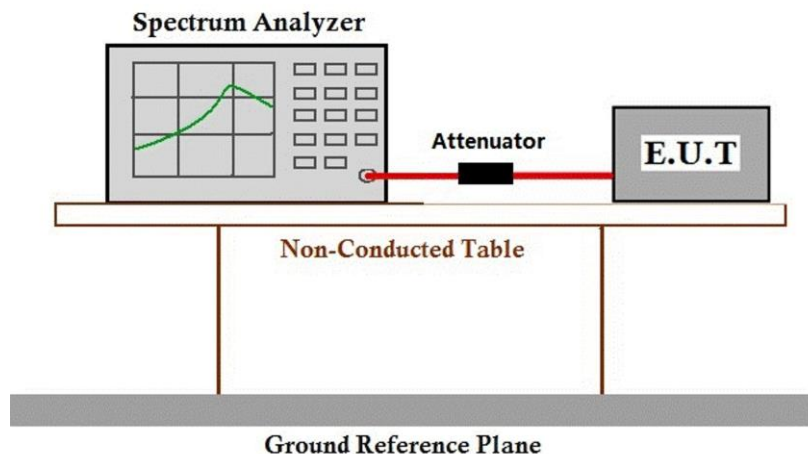 Spectrum Analyzer
Attenuator
E.U.T
Non-Conducted Table
Ground Reference Plane